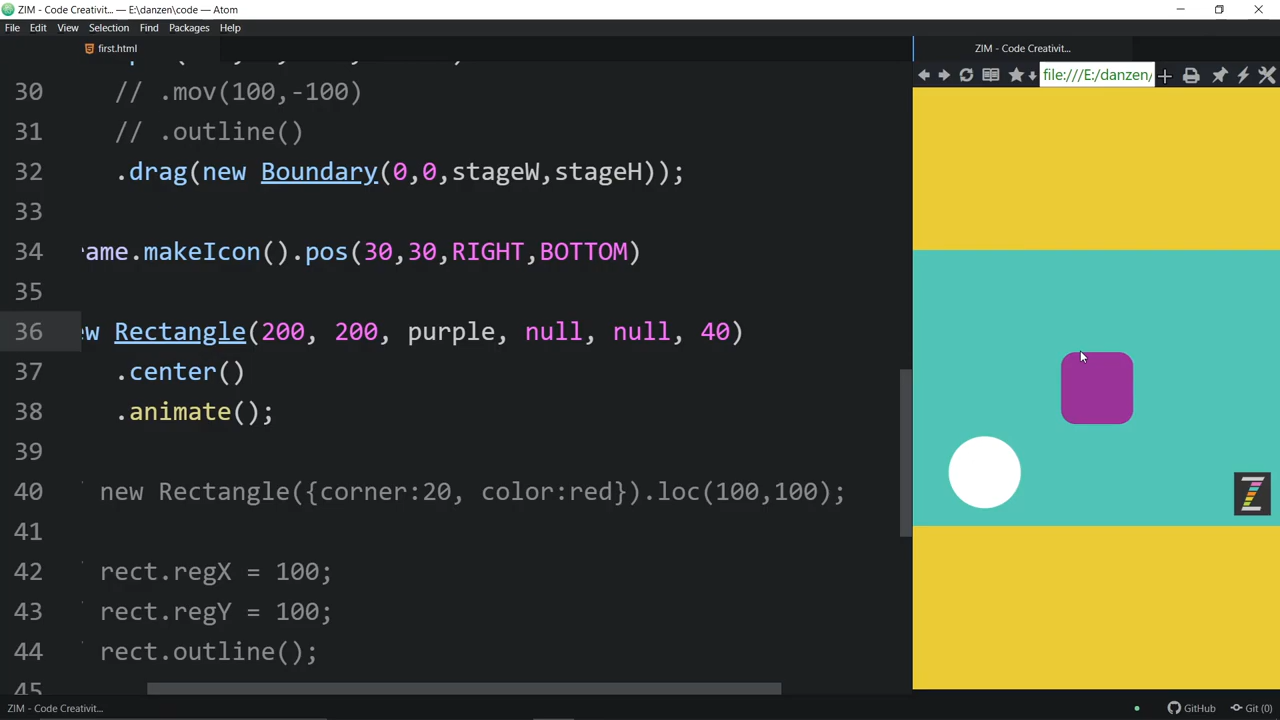 ZIM - Code Creativit... — E:\danzen\code — Atom
File Edit View Selection Find Packages Help
first.html
ZIM - Code Creativit...
file:///E:/danzen/
30 // .mov(100,-100)
31 // .outline()
32 .drag(new Boundary(0,0,stageW,stageH));
33
34 rame.makeIcon().pos(30,30,RIGHT,BOTTOM)
35
36 ew Rectangle(200, 200, purple, null, null, 40)
37 .center()
38 .animate();
39
40 new Rectangle({corner:20, color:red}).loc(100,100);
41
42 rect.regX = 100;
43 rect.regY = 100;
44 rect.outline();
45
Z
ZIM - Code Creativit...
GitHub
Git (0)